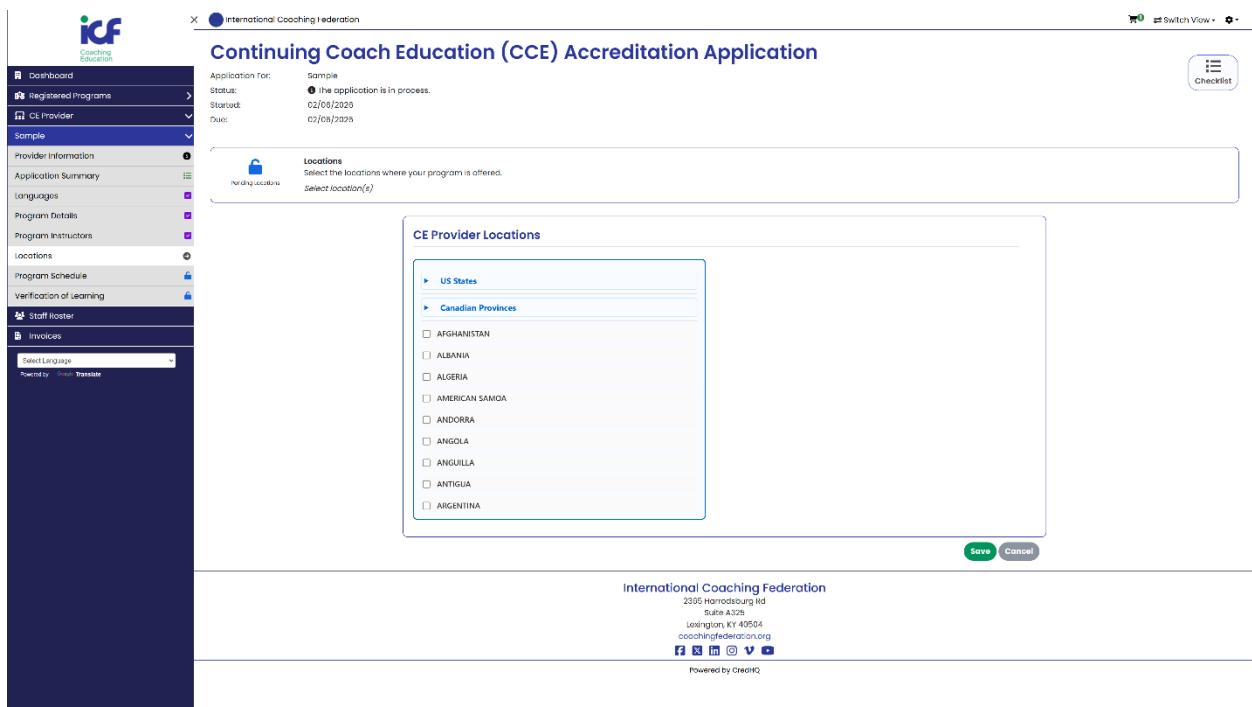 icf
Coaching
Education
Dashboard
Registered Programs
CE Provider
Sample
Provider Information
Application Summary
Languages
Program Details
Program Instructors
Locations
Program Schedule
Verification of Learning
Staff Roster
Invoices
Select Language
Powered by Google Translate
International Coaching Federation
0 Switch View
Continuing Coach Education (CCE) Accreditation Application
Checklist
Application For: Sample
Status: The application is in process.
Started: 02/06/2026
Due: 02/06/2026
Pending Locations
Locations
Select the locations where your program is offered.
Select location(s)
CE Provider Locations
US States
Canadian Provinces
AFGHANISTAN
ALBANIA
ALGERIA
AMERICAN SAMOA
ANDORRA
ANGOLA
ANGUILLA
ANTIGUA
ARGENTINA
Save Cancel
International Coaching Federation
2365 Harrodsburg Rd
Suite A325
Lexington, KY 40504
coachingfederation.org
Powered by CredHQ